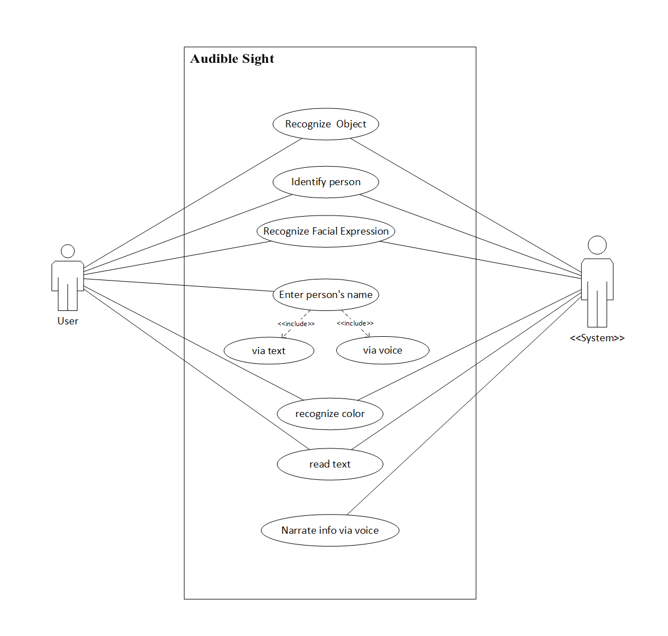 Audible Sight
Recognize Object
Identify person
Recognize Facial Expression
User
Enter person's name
<<System>>
<<include>>
<<include>>
via text
via voice
recognize color
read text
Narrate info via voice